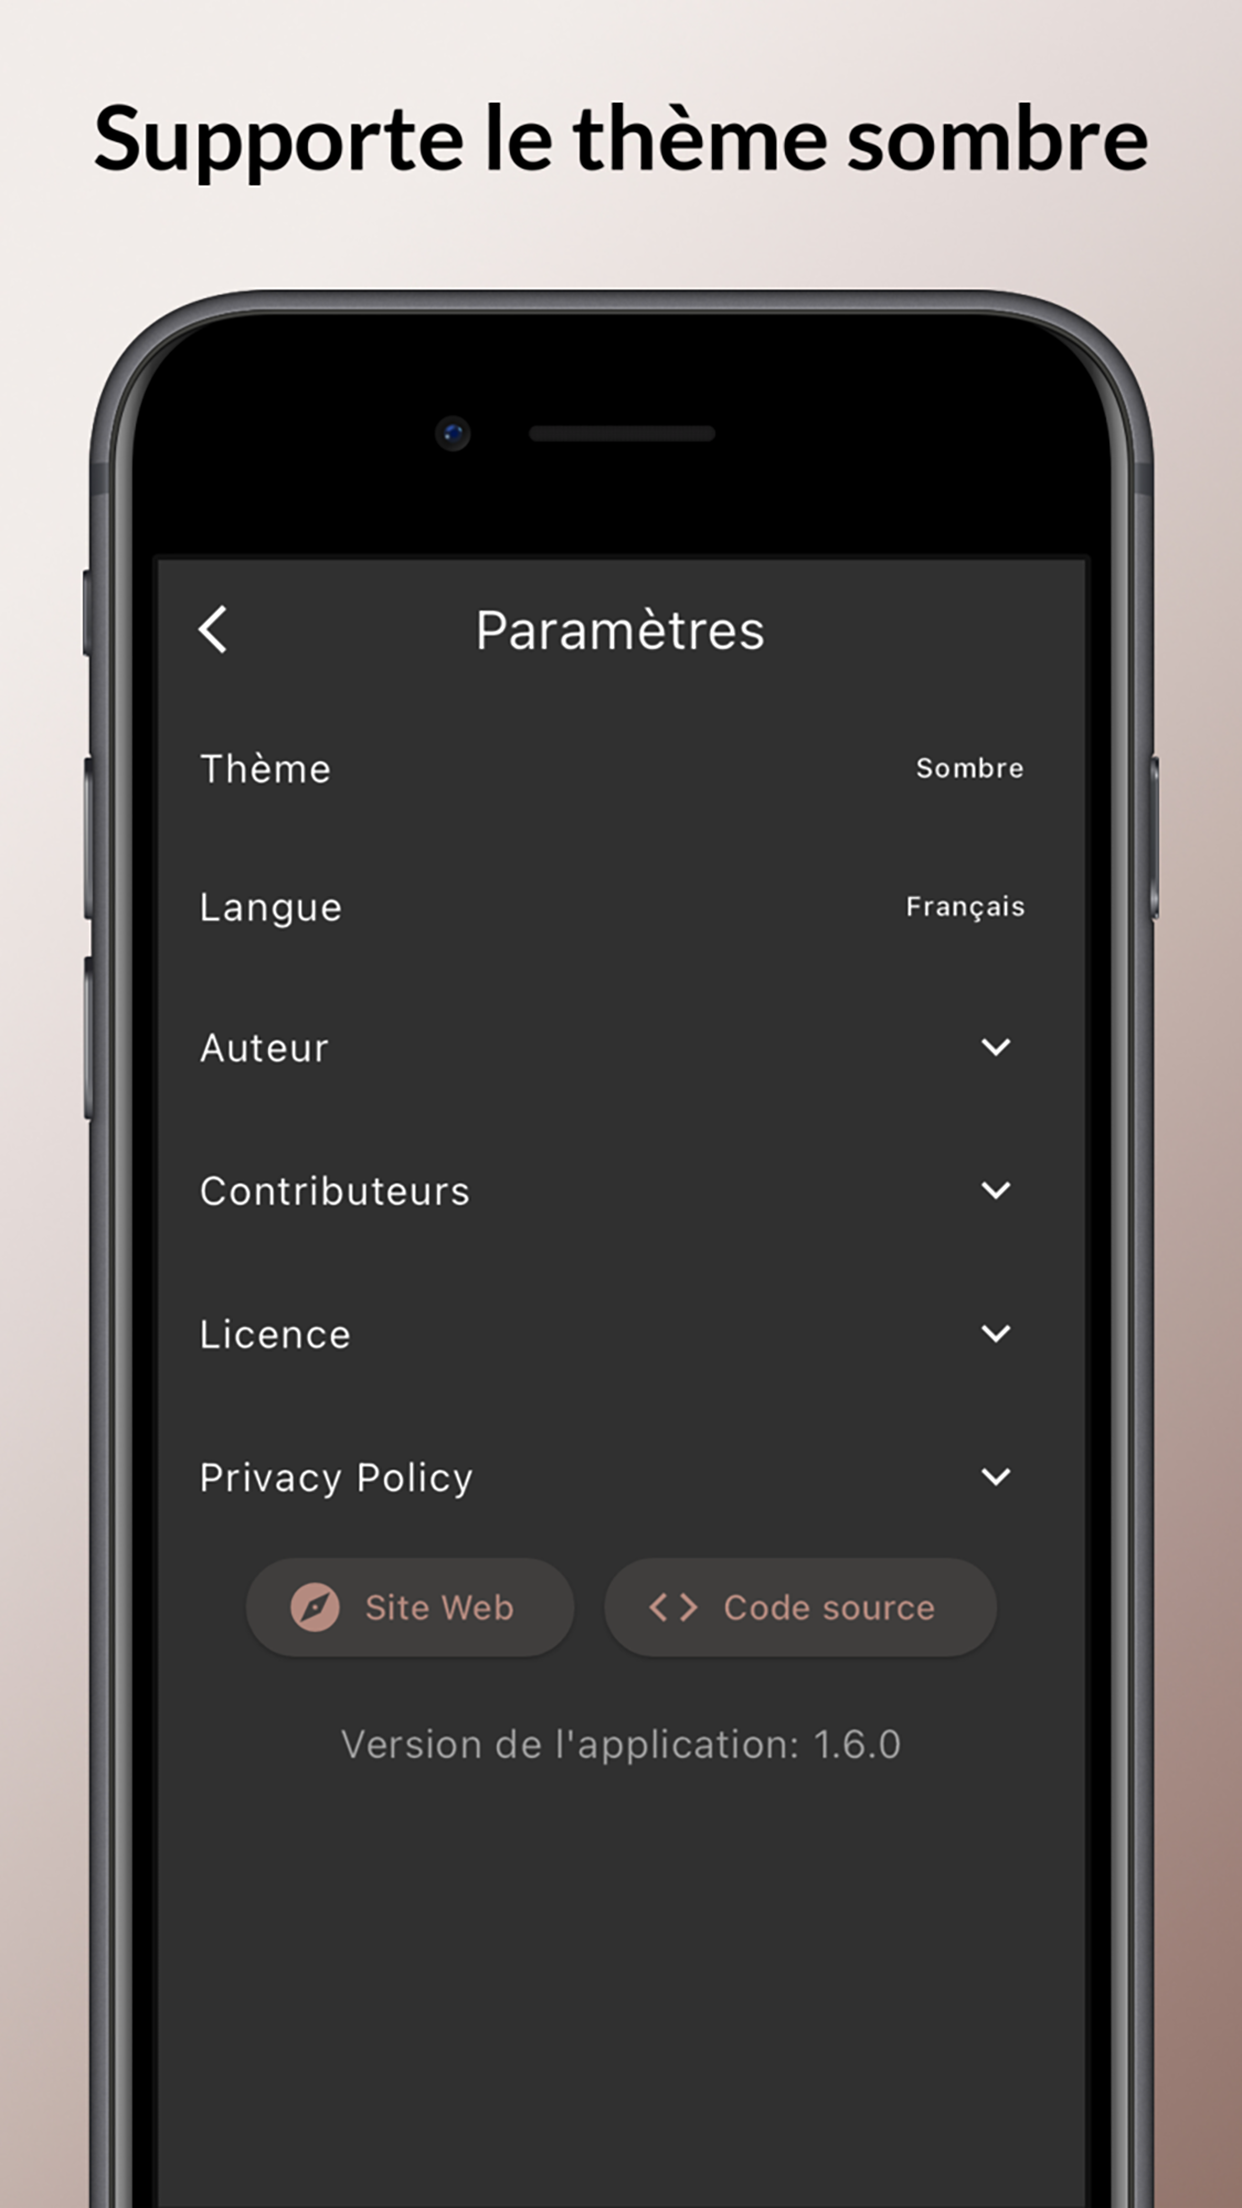 Supporte le thème sombre
Paramètres
Thème Sombre
Langue Français
Auteur
Contributeurs
Licence
Privacy Policy
Site Web Code source
Version de l'application: 1.6.0